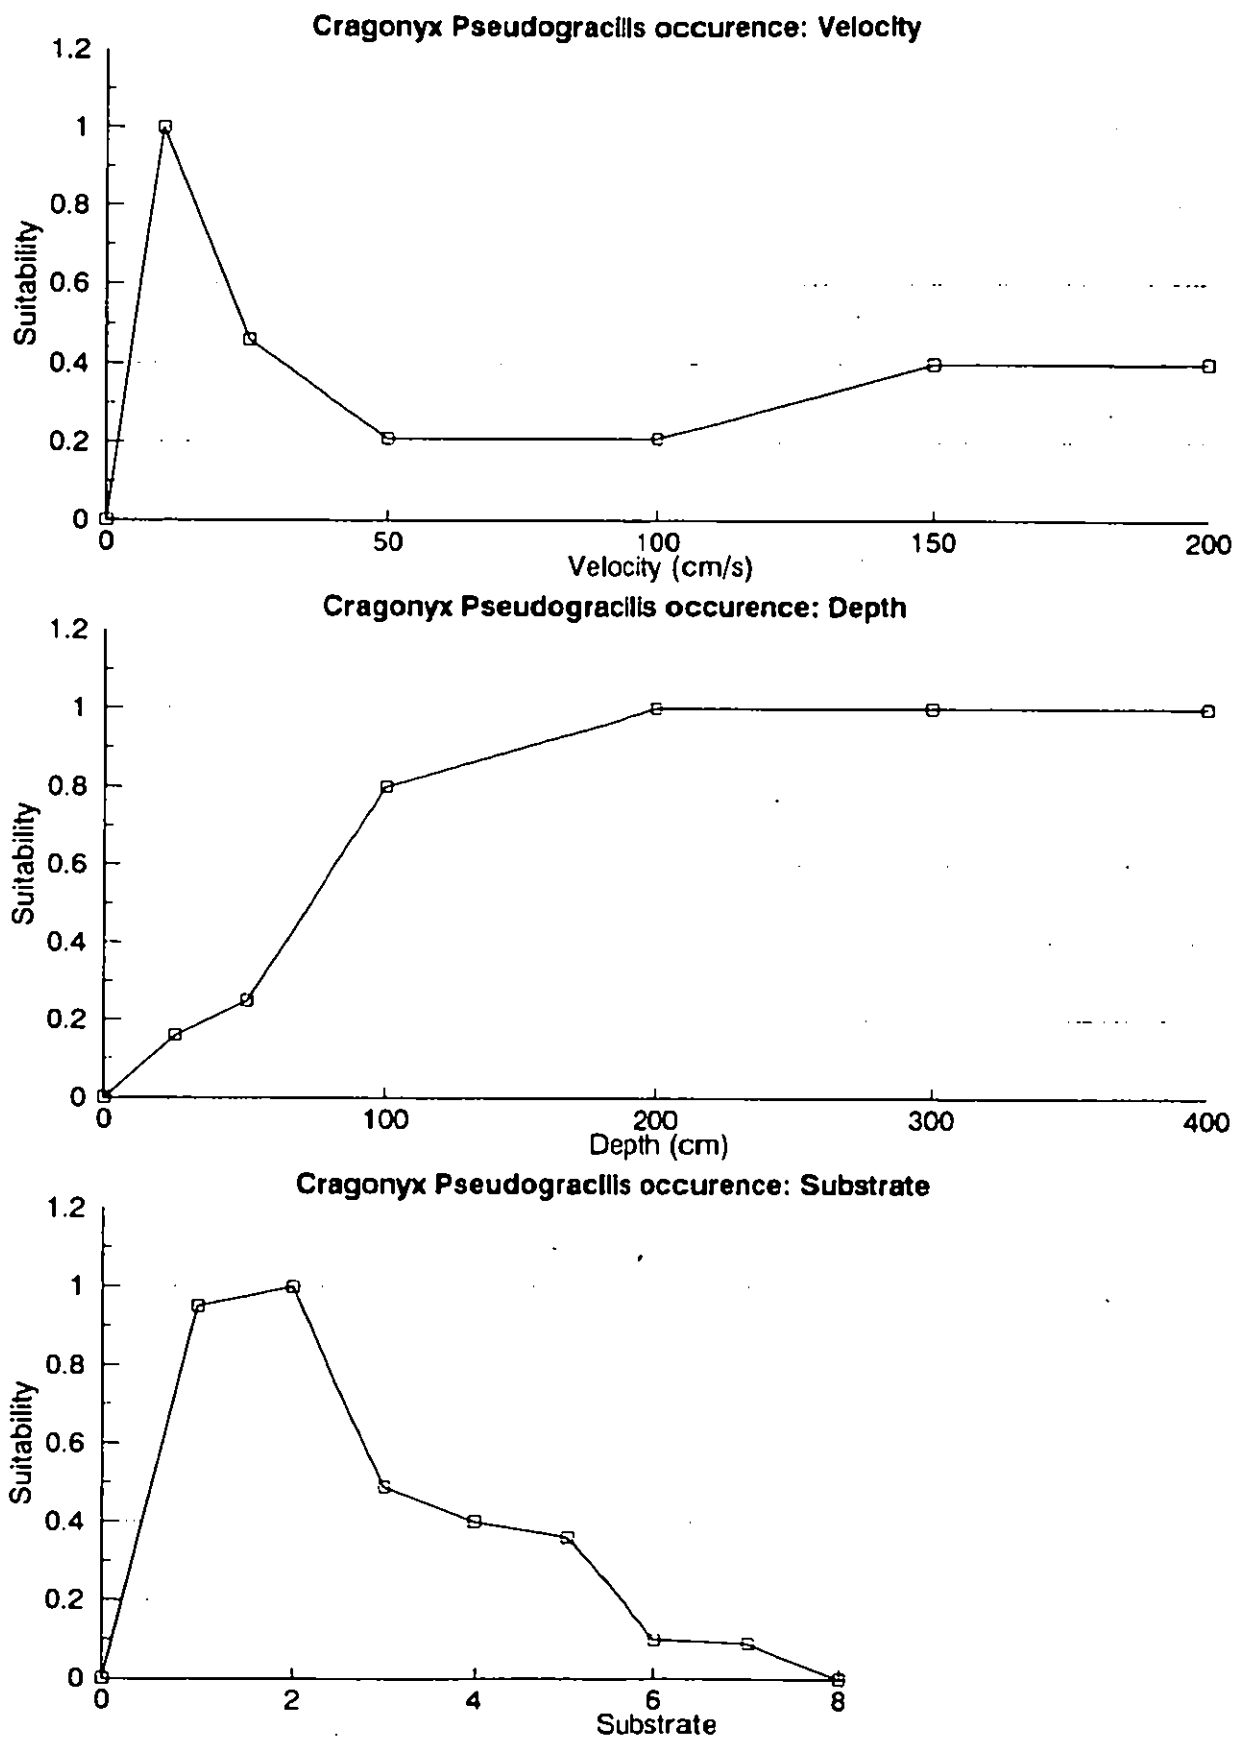 Cragonyx Pseudogracilis occurence: Velocity
1.2
1
0.8
0.6
0.4
0.2
0
Suitability
0 50 100 150 200
Velocity (cm/s)
Cragonyx Pseudogracilis occurence: Depth
1.2
1
0.8
0.6
0.4
0.2
0
Suitability
0 100 200 300 400
Depth (cm)
Cragonyx Pseudogracilis occurence: Substrate
1.2
1
0.8
0.6
0.4
0.2
0
Suitability
0 2 4 6 8
Substrate